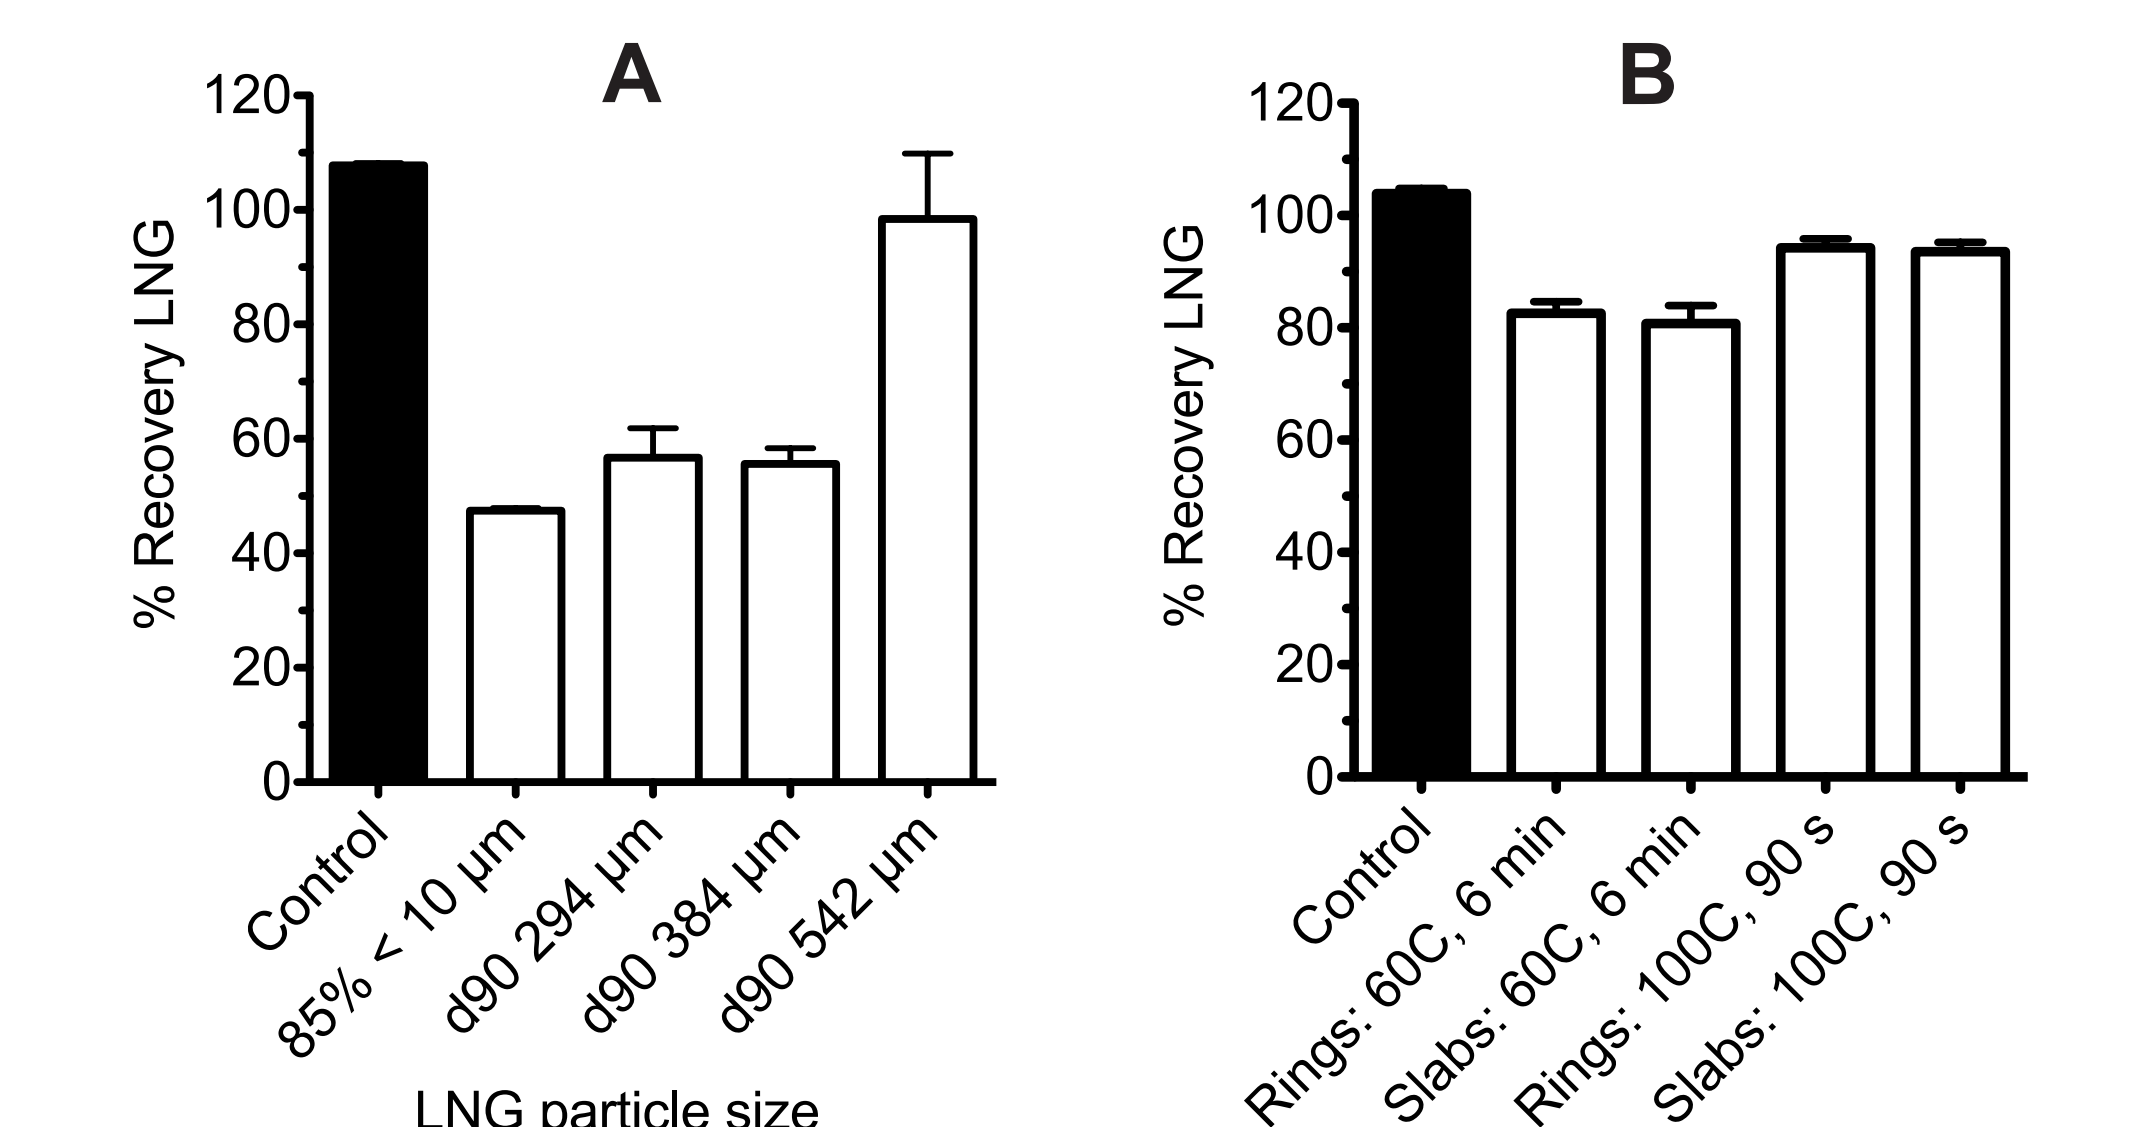 A
120
100
80
60
40
20
0
% Recovery LNG
Control
85% < 10 µm
d90 294 µm
d90 384 µm
d90 542 µm
LNG particle size
B
120
100
80
60
40
20
0
% Recovery LNG
Control
Rings: 60C, 6 min
Slabs: 60C, 6 min
Rings: 100C, 90 s
Slabs: 100C, 90 s